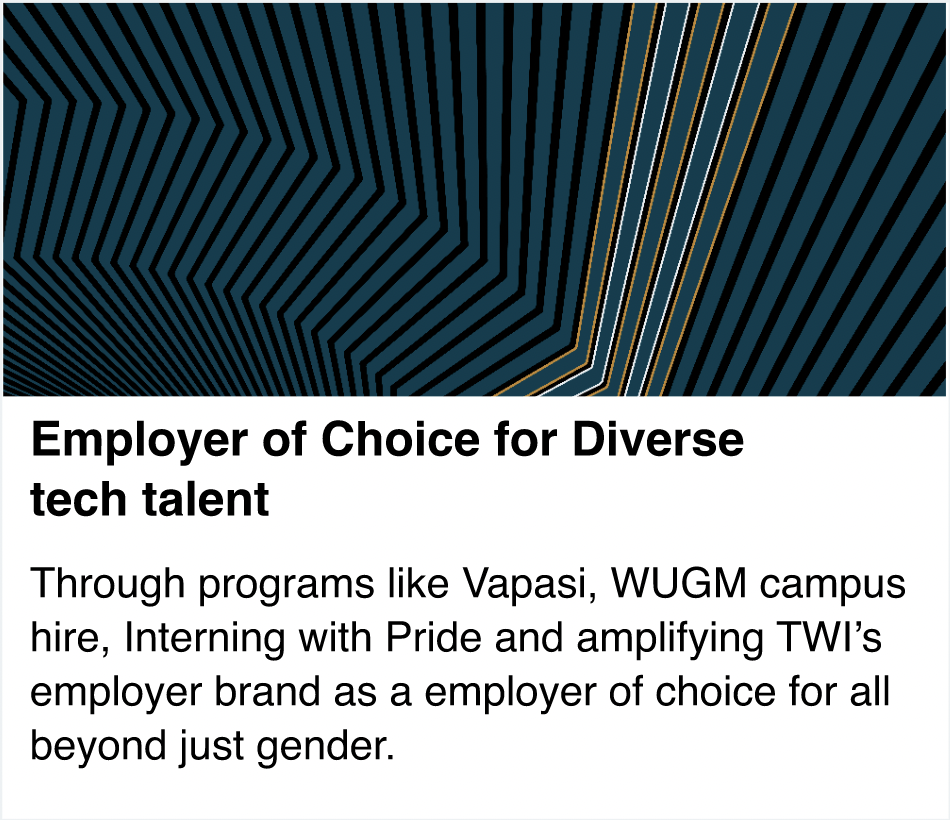 Employer of Choice for Diverse
tech talent
Through programs like Vapasi, WUGM campus
hire, Interning with Pride and amplifying TWI’s
employer brand as a employer of choice for all
beyond just gender.